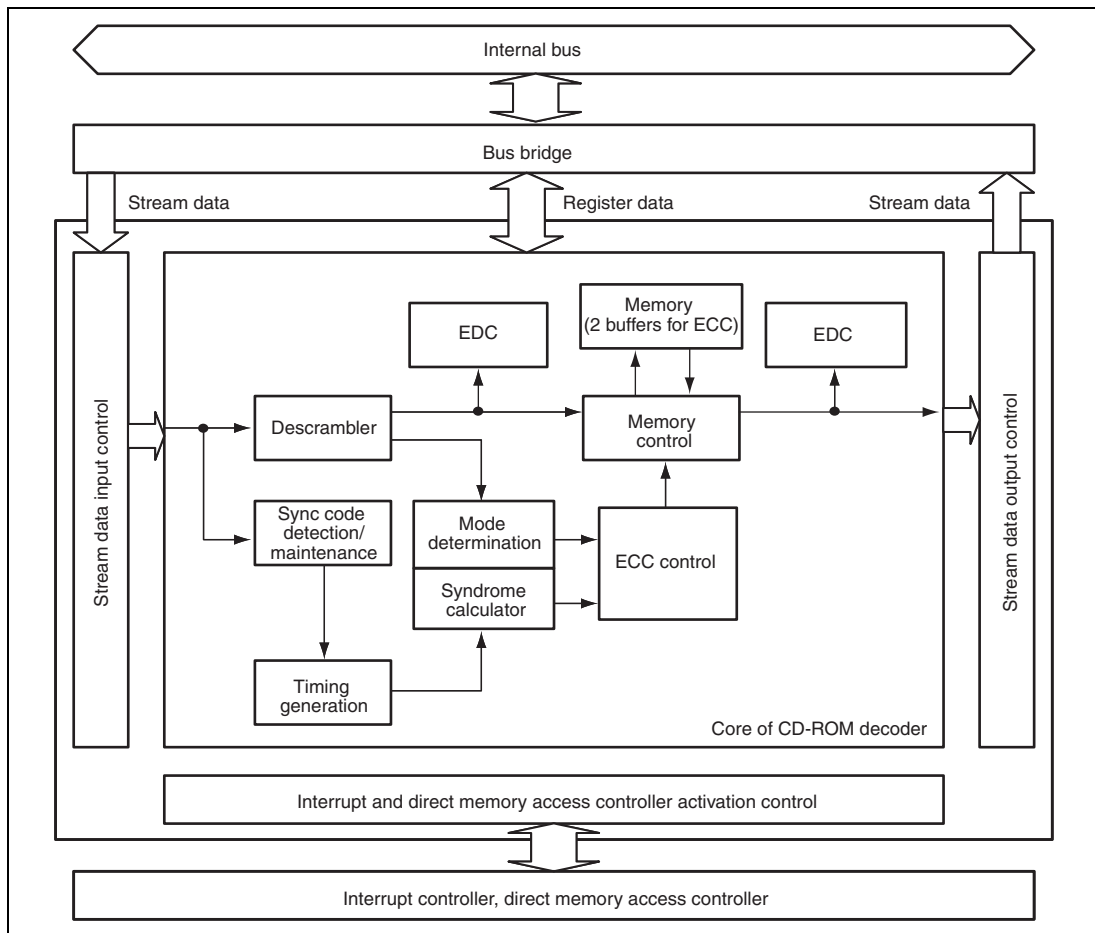 Internal bus
Bus bridge
Stream data
Register data
Stream data
Stream data input control
Memory
(2 buffers for ECC)
EDC
EDC
Descrambler
Memory
control
Sync code
detection/
maintenance
Mode
determination
ECC control
Syndrome
calculator
Timing
generation
Core of CD-ROM decoder
Stream data output control
Interrupt and direct memory access controller activation control
Interrupt controller, direct memory access controller